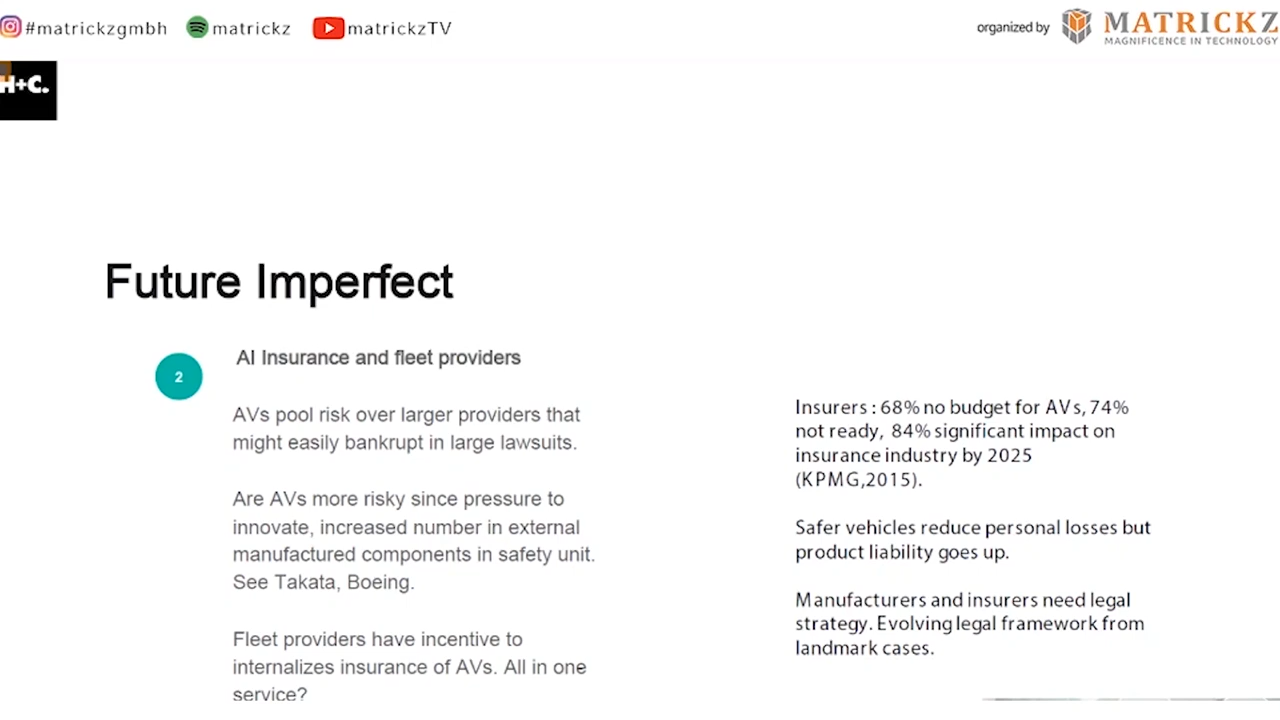 #matrickzgmbh
matrickz
matrickzTV
organized by
MATRICKZ
MAGNIFICENCE IN TECHNOLOGY
H+C.
Future Imperfect
2
AI Insurance and fleet providers
AVs pool risk over larger providers that
might easily bankrupt in large lawsuits.
Are AVs more risky since pressure to
innovate, increased number in external
manufactured components in safety unit.
See Takata, Boeing.
Fleet providers have incentive to
internalizes insurance of AVs. All in one
service?
Insurers : 68% no budget for AVs, 74%
not ready, 84% significant impact on
insurance industry by 2025
(KPMG,2015).
Safer vehicles reduce personal losses but
product liability goes up.
Manufacturers and insurers need legal
strategy. Evolving legal framework from
landmark cases.